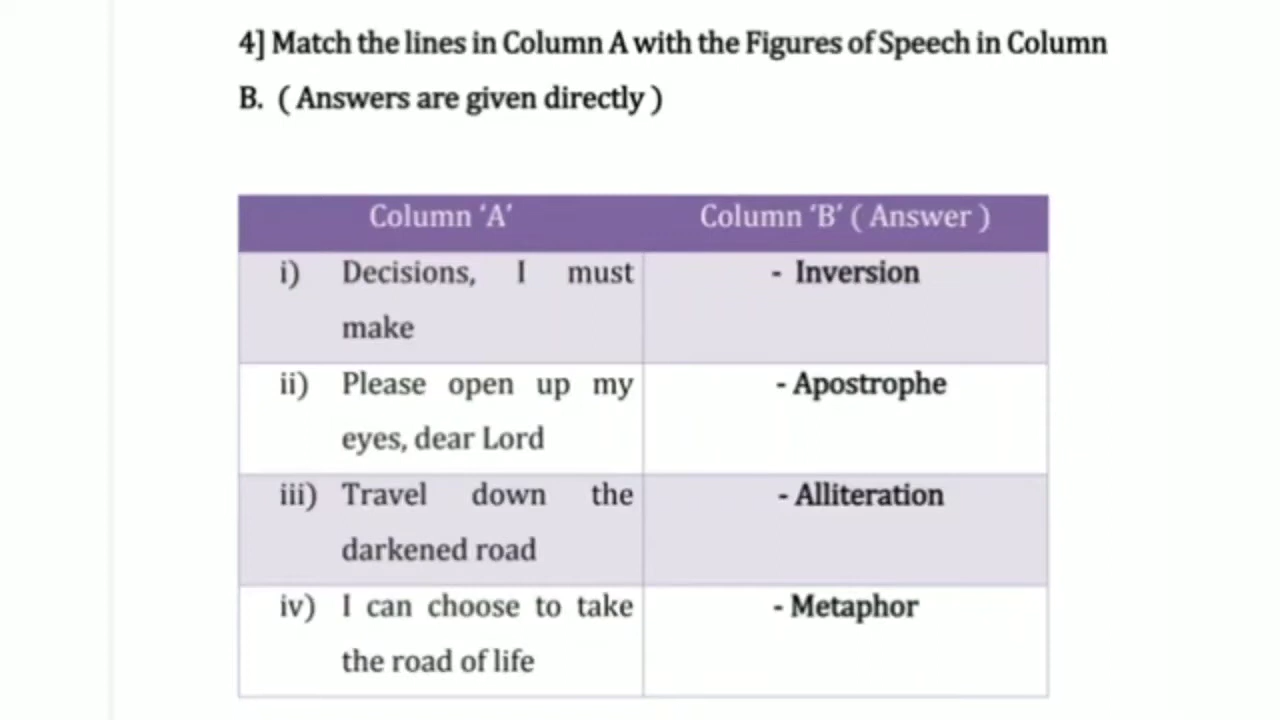 4] Match the lines in Column A with the Figures of Speech in Column
B. ( Answers are given directly )
Column ‘A’ Column ‘B’ ( Answer )
i) Decisions, I must - Inversion
make
ii) Please open up my - Apostrophe
eyes, dear Lord
iii) Travel down the - Alliteration
darkened road
iv) I can choose to take - Metaphor
the road of life